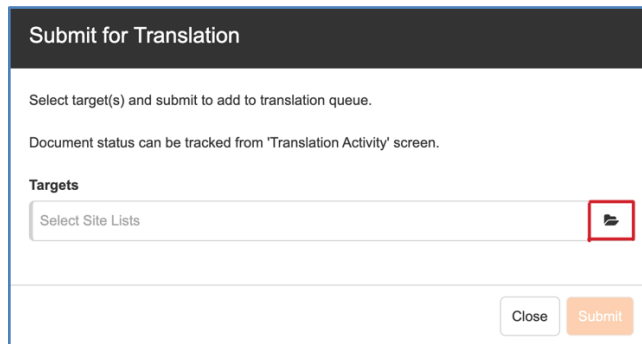 Submit for Translation
Select target(s) and submit to add to translation queue.
Document status can be tracked from 'Translation Activity' screen.
Targets
Select Site Lists
Close Submit